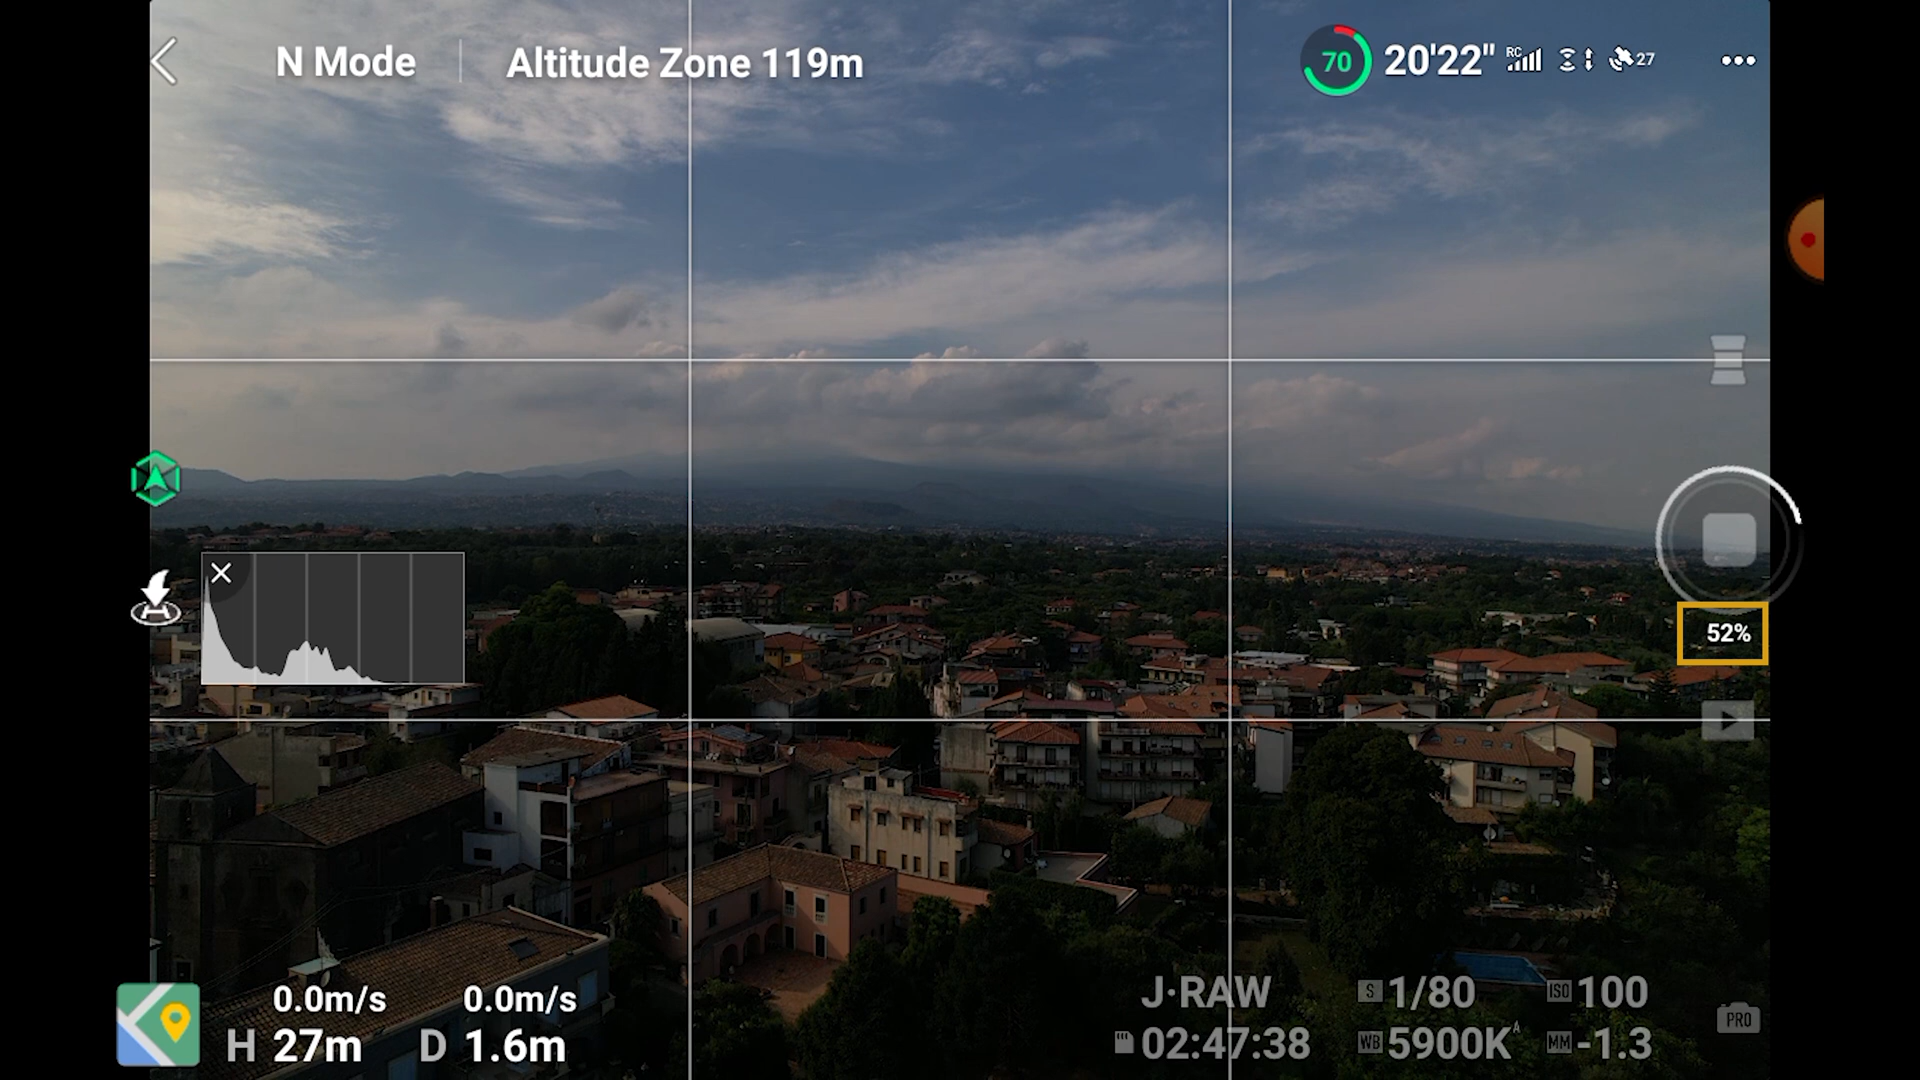 N Mode
Altitude Zone 119m
70
20'22"
RC
27
52%
0.0m/s
0.0m/s
H 27m
D 1.6m
J·RAW
S 1/80
ISO 100
02:47:38
WB 5900K A
MM -1.3
PRO